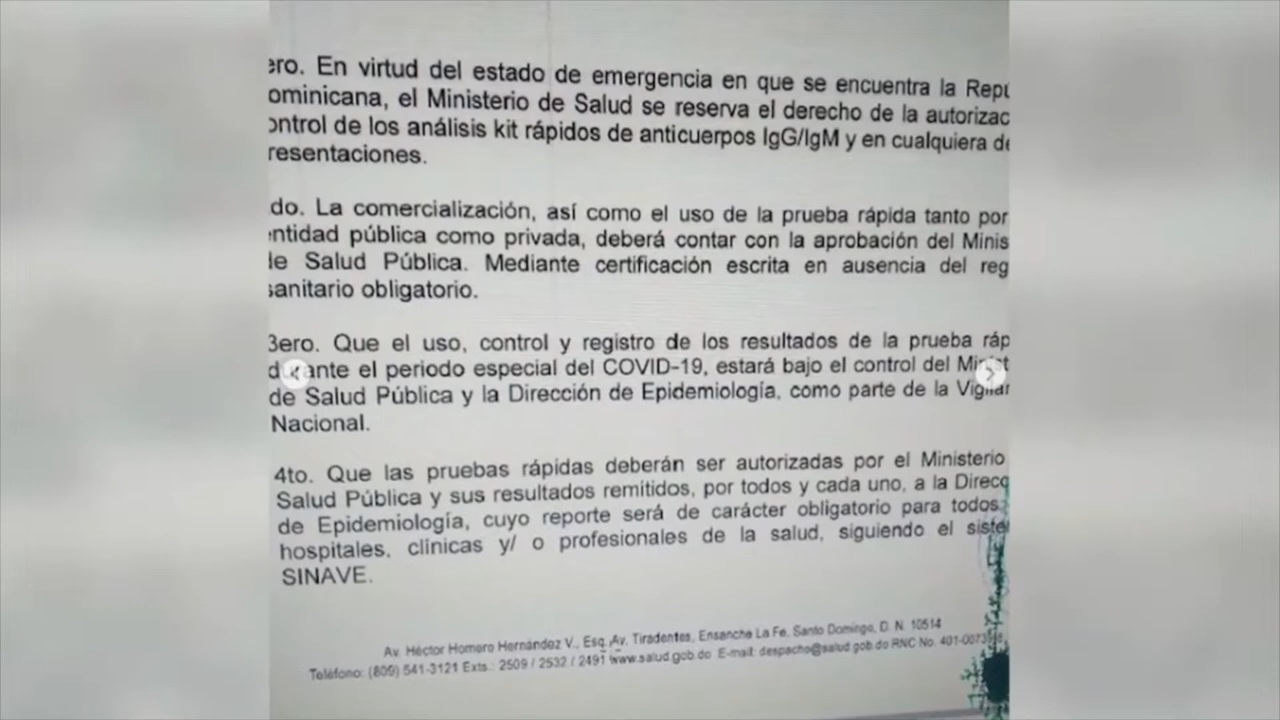 ero. En virtud del estado de emergencia en que se encuentra la Repú
ominicana, el Ministerio de Salud se reserva el derecho de la autorizac
ontrol de los análisis kit rápidos de anticuerpos IgG/IgM y en cualquiera de
resentaciones.
do. La comercialización, así como el uso de la prueba rápida tanto por
entidad pública como privada, deberá contar con la aprobación del Minis
de Salud Pública. Mediante certificación escrita en ausencia del reg
sanitario obligatorio.
3ero. Que el uso, control y registro de los resultados de la prueba ráp
durante el periodo especial del COVID-19, estará bajo el control del Minist
de Salud Pública y la Dirección de Epidemiología, como parte de la Vigilan
Nacional.
4to. Que las pruebas rápidas deberán ser autorizadas por el Ministerio
Salud Pública y sus resultados remitidos, por todos y cada uno, a la Direcc
de Epidemiología, cuyo reporte será de carácter obligatorio para todos
hospitales, clínicas y/ o profesionales de la salud, siguiendo el siste
SINAVE.
Av. Héctor Homero Hernández V., Esq. Av. Tiradentes, Ensanche La Fe, Santo Domingo, D. N. 10514
Teléfono: (809) 541-3121 Exts.: 2509 / 2532 / 2491 www.salud.gob.do E-mail: despacho@salud.gob.do RNC No.